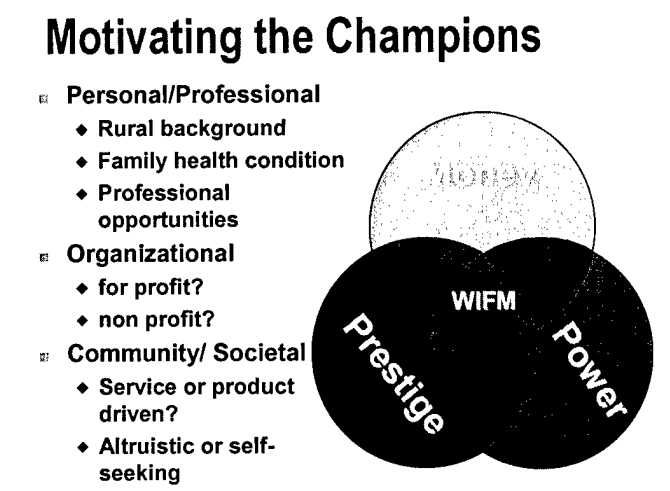 Motivating the Champions
Personal/Professional
Rural background
Family health condition
Professional
opportunities
Organizational
for profit?
non profit?
Community/ Societal
Service or product
driven?
Altruistic or self-
seeking
Money
WIFM
Prestige
Power